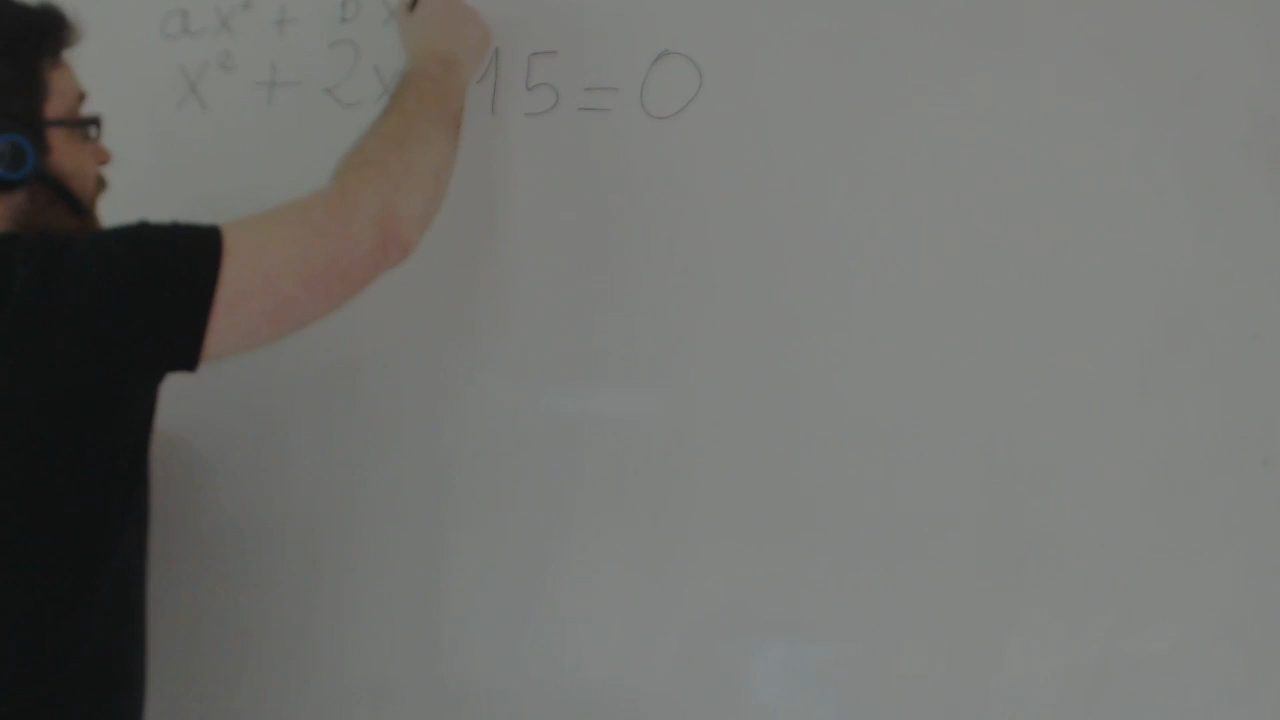 ax² + bx
x² + 2x 15 = 0